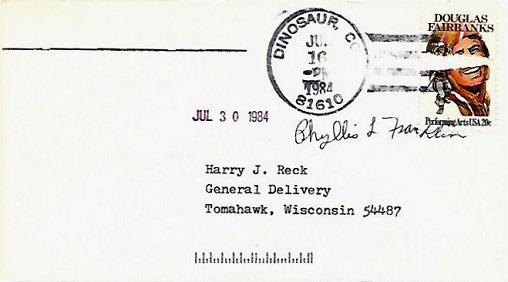 DINOSAUR, CO
JUL
16
PM
1984
81610
DOUGLAS
FAIRBANKS
Performing Arts USA 20c
JUL 30 1984
Phyllis L Franklin
Harry J. Reck
General Delivery
Tomahawk, Wisconsin 54487